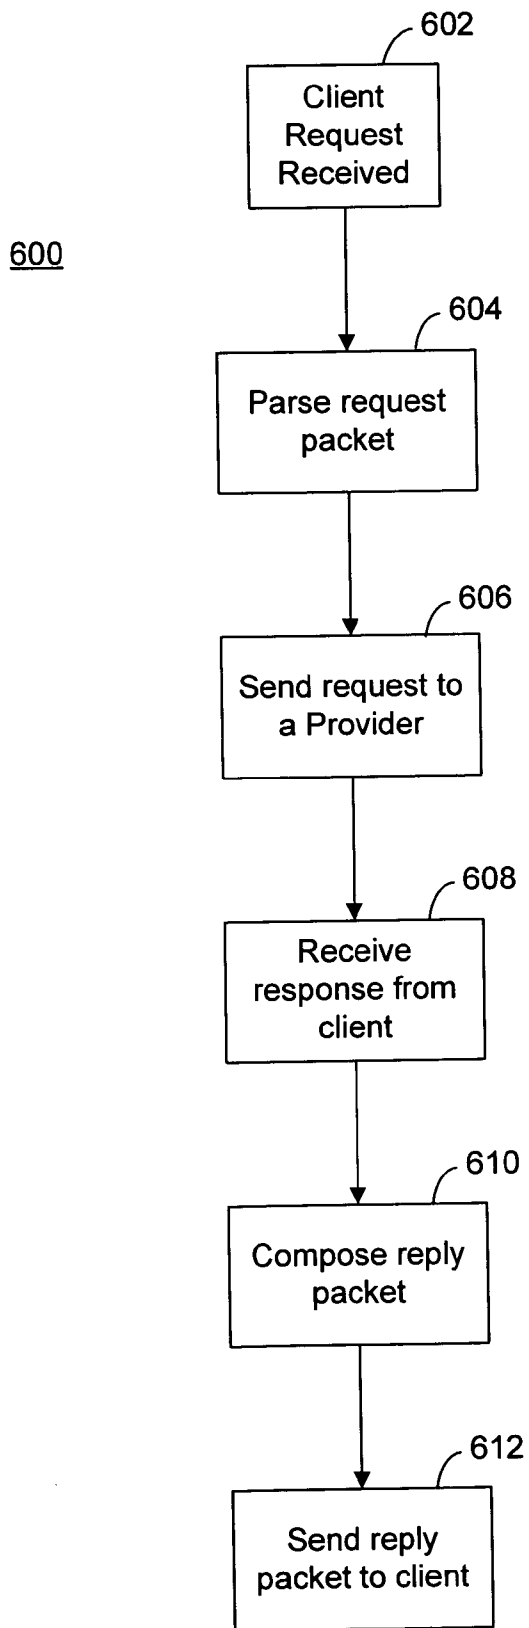 602
Client
Request
Received
600
604
Parse request
packet
606
Send request to
a Provider
608
Receive
response from
client
610
Compose reply
packet
612
Send reply
packet to client